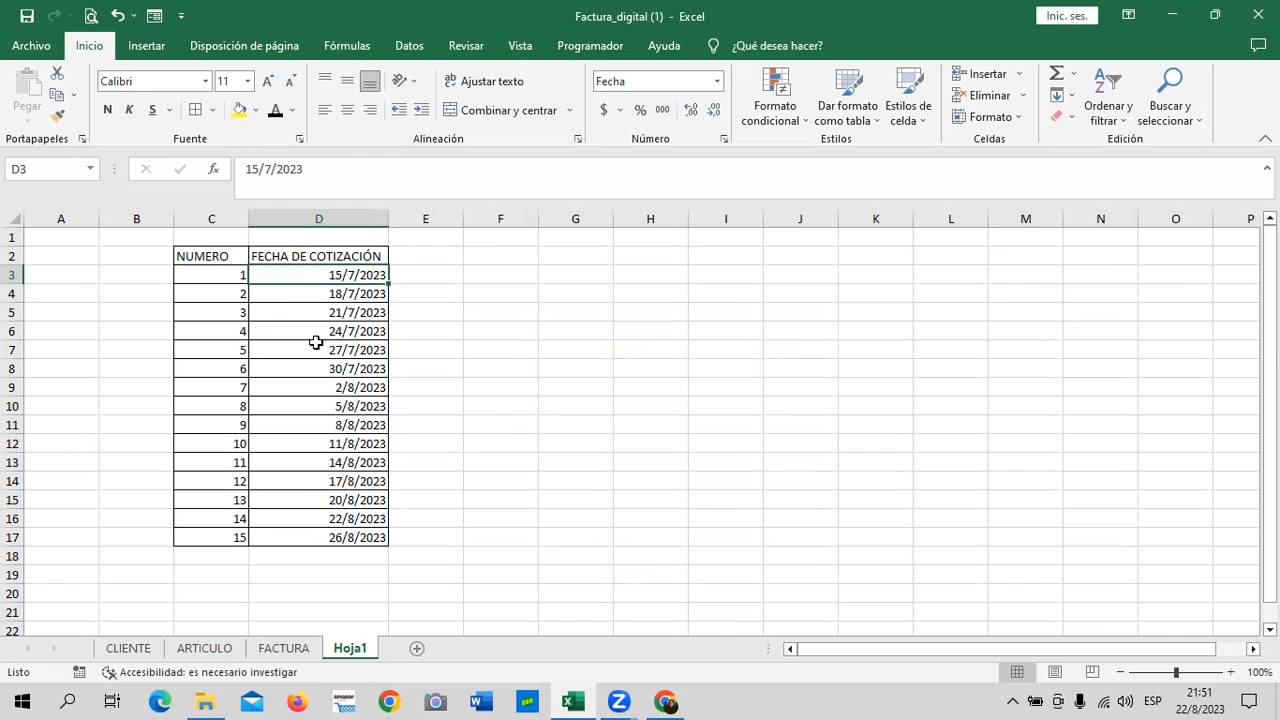 Factura_digital (1) - Excel
Inic. ses.
Archivo Inicio Insertar Disposición de página Fórmulas Datos Revisar Vista Programador Ayuda ¿Qué desea hacer?
Pegar
Calibri 11
N K S
Ajustar texto
Combinar y centrar
Fecha
$ % 000
Formato condicional
Dar formato como tabla
Estilos de celda
Insertar
Eliminar
Formato
Ordenar y filtrar
Buscar y seleccionar
Portapapeles Fuente Alineación Número Estilos Celdas Edición
D3 fx 15/7/2023
A B C D E F G H I J K L M N O P
1
2 NUMERO FECHA DE COTIZACIÓN
3 1 15/7/2023
4 2 18/7/2023
5 3 21/7/2023
6 4 24/7/2023
7 5 27/7/2023
8 6 30/7/2023
9 7 2/8/2023
10 8 5/8/2023
11 9 8/8/2023
12 10 11/8/2023
13 11 14/8/2023
14 12 17/8/2023
15 13 20/8/2023
16 14 22/8/2023
17 15 26/8/2023
18
19
20
21
22
CLIENTE ARTICULO FACTURA Hoja1
Listo Accesibilidad: es necesario investigar 100%
ESP
21:51
22/8/2023